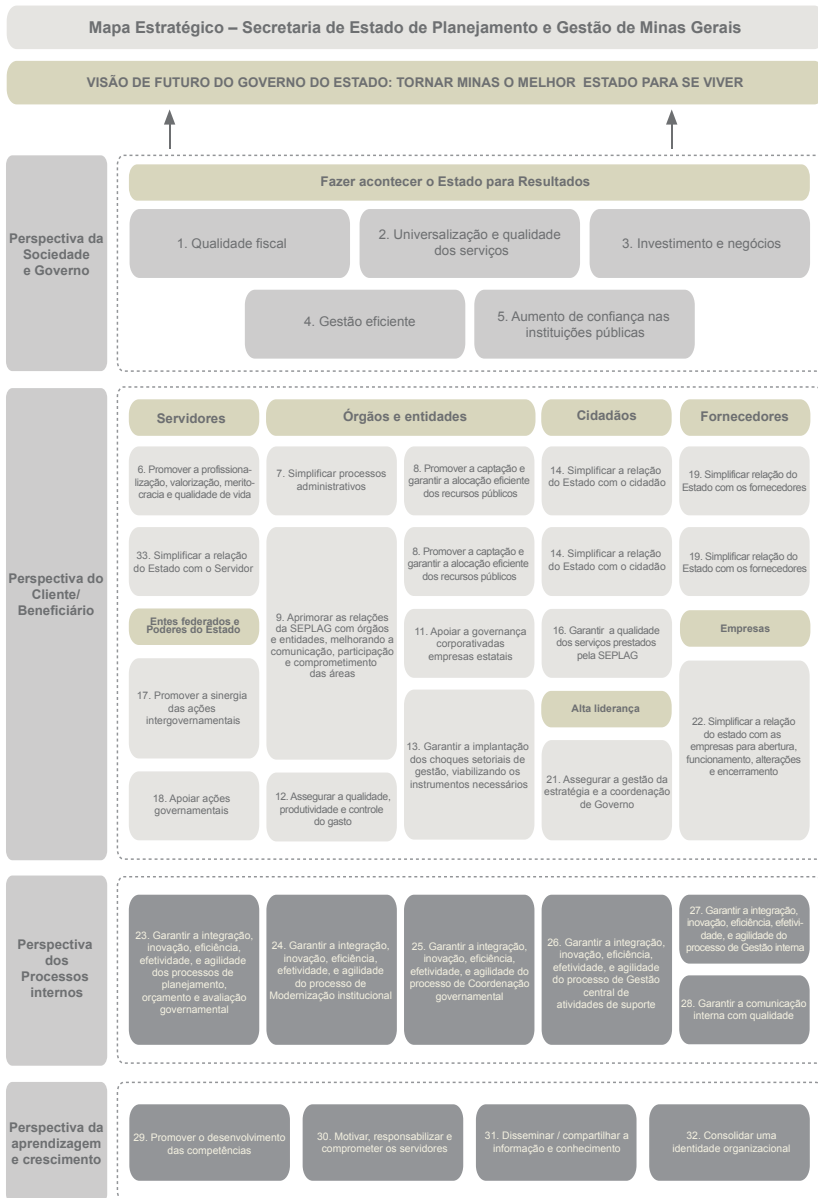 Mapa Estratégico – Secretaria de Estado de Planejamento e Gestão de Minas Gerais
VISÃO DE FUTURO DO GOVERNO DO ESTADO: TORNAR MINAS O MELHOR ESTADO PARA SE VIVER
Perspectiva da
Sociedade
e Governo
Fazer acontecer o Estado para Resultados
1. Qualidade fiscal
2. Universalização e qualidade
dos serviços
3. Investimento e negócios
4. Gestão eficiente
5. Aumento de confiança nas
instituições públicas
Perspectiva do
Cliente/
Beneficiário
Servidores
Órgãos e entidades
Cidadãos
Fornecedores
6. Promover a profissiona-
lização, valorização, merito-
cracia e qualidade de vida
7. Simplificar processos
administrativos
8. Promover a captação e
garantir a alocação eficiente
dos recursos públicos
14. Simplificar a relação
do Estado com o cidadão
19. Simplificar relação do
Estado com os fornecedores
33. Simplificar a relação
do Estado com o Servidor
9. Aprimorar as relações
da SEPLAG com órgãos
e entidades, melhorando a
comunicação, participação
e comprometimento
das áreas
8. Promover a captação e
garantir a alocação eficiente
dos recursos públicos
14. Simplificar a relação
do Estado com o cidadão
19. Simplificar relação do
Estado com os fornecedores
Entes federados e
Poderes do Estado
11. Apoiar a governança
corporativadas
empresas estatais
16. Garantir a qualidade
dos serviços prestados
pela SEPLAG
Empresas
17. Promover a sinergia
das ações
intergovernamentais
13. Garantir a implantação
dos choques setoriais de
gestão, viabilizando os
instrumentos necessários
Alta liderança
22. Simplificar a relação
do estado com as
empresas para abertura,
funcionamento, alterações
e encerramento
18. Apoiar ações
governamentais
12. Assegurar a qualidade,
produtividade e controle
do gasto
21. Assegurar a gestão da
estratégia e a coordenação
de Governo
Perspectiva
dos
Processos
internos
23. Garantir a integração,
inovação, eficiência,
efetividade, e agilidade
dos processos de
planejamento,
orçamento e avaliação
governamental
24. Garantir a integração,
inovação, eficiência,
efetividade, e agilidade
do processo de
Modernização institucional
25. Garantir a integração,
inovação, eficiência,
efetividade, e agilidade do
processo de Coordenação
governamental
26. Garantir a integração,
inovação, eficiência,
efetividade, e agilidade
do processo de Gestão
central de
atividades de suporte
27. Garantir a integração,
inovação, eficiência, efetivi-
dade, e agilidade do
processo de Gestão interna
28. Garantir a comunicação
interna com qualidade
Perspectiva da
aprendizagem
e crescimento
29. Promover o desenvolvimento
das competências
30. Motivar, responsabilizar e
comprometer os servidores
31. Disseminar / compartilhar a
informação e conhecimento
32. Consolidar uma
identidade organizacional